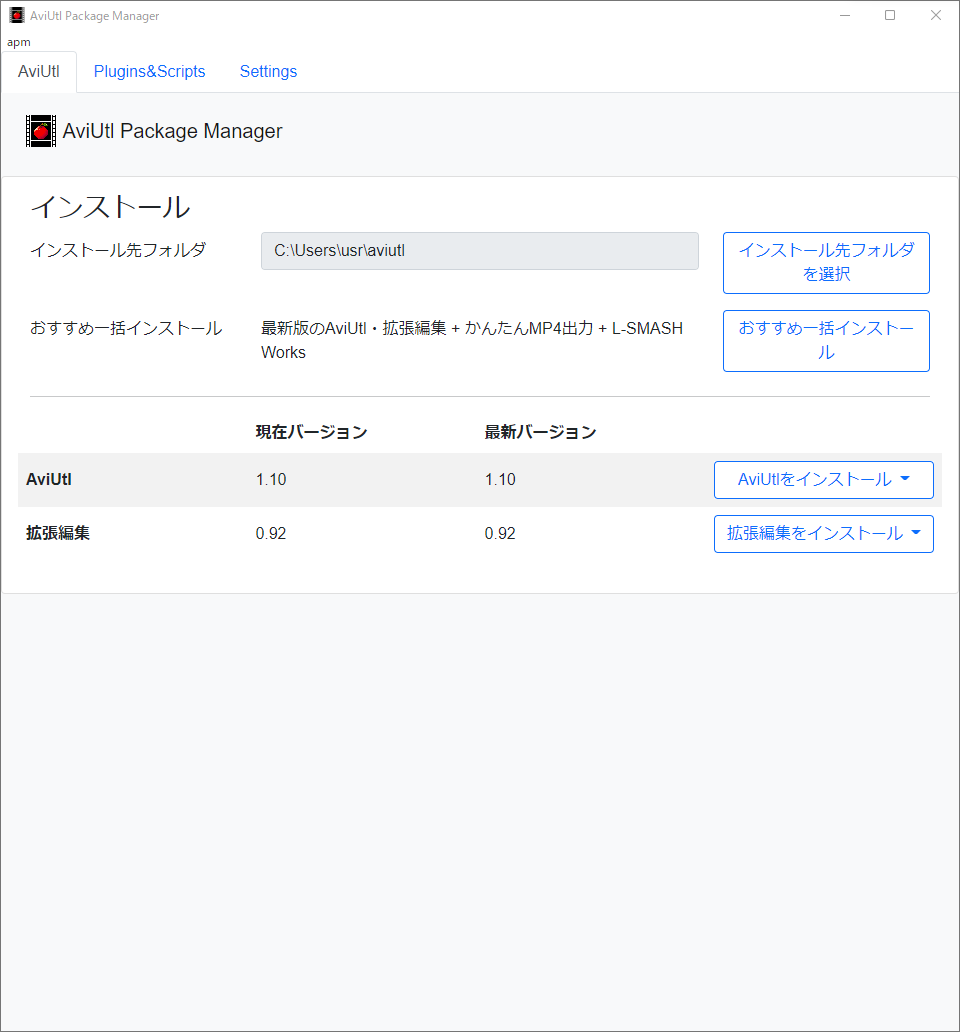 AviUtl Package Manager
apm
AviUtl Plugins&Scripts Settings
AviUtl Package Manager
インストール
インストール先フォルダ C:\Users\usr\aviutl インストール先フォルダ
を選択
おすすめ一括インストール 最新版のAviUtl・拡張編集 + かんたんMP4出力 + L-SMASH おすすめ一括インストー
Works ル
現在バージョン 最新バージョン
AviUtl 1.10 1.10 AviUtlをインストール
拡張編集 0.92 0.92 拡張編集をインストール